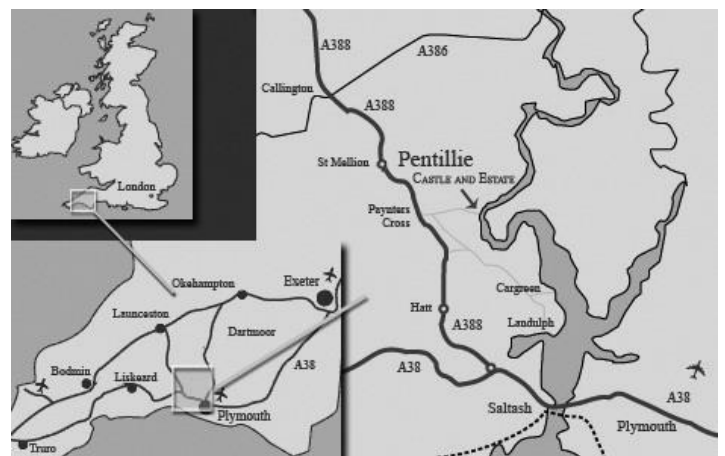 London
Okehampton
Exeter
Launceston
Dartmoor
Bodmin
Liskeard
A38
Plymouth
Truro
A388
A386
Callington
A388
St Mellion
Pentillie
CASTLE AND ESTATE
Paynters
Cross
Cargreen
Hatt
Landulph
A388
A38
Saltash
A38
Plymouth